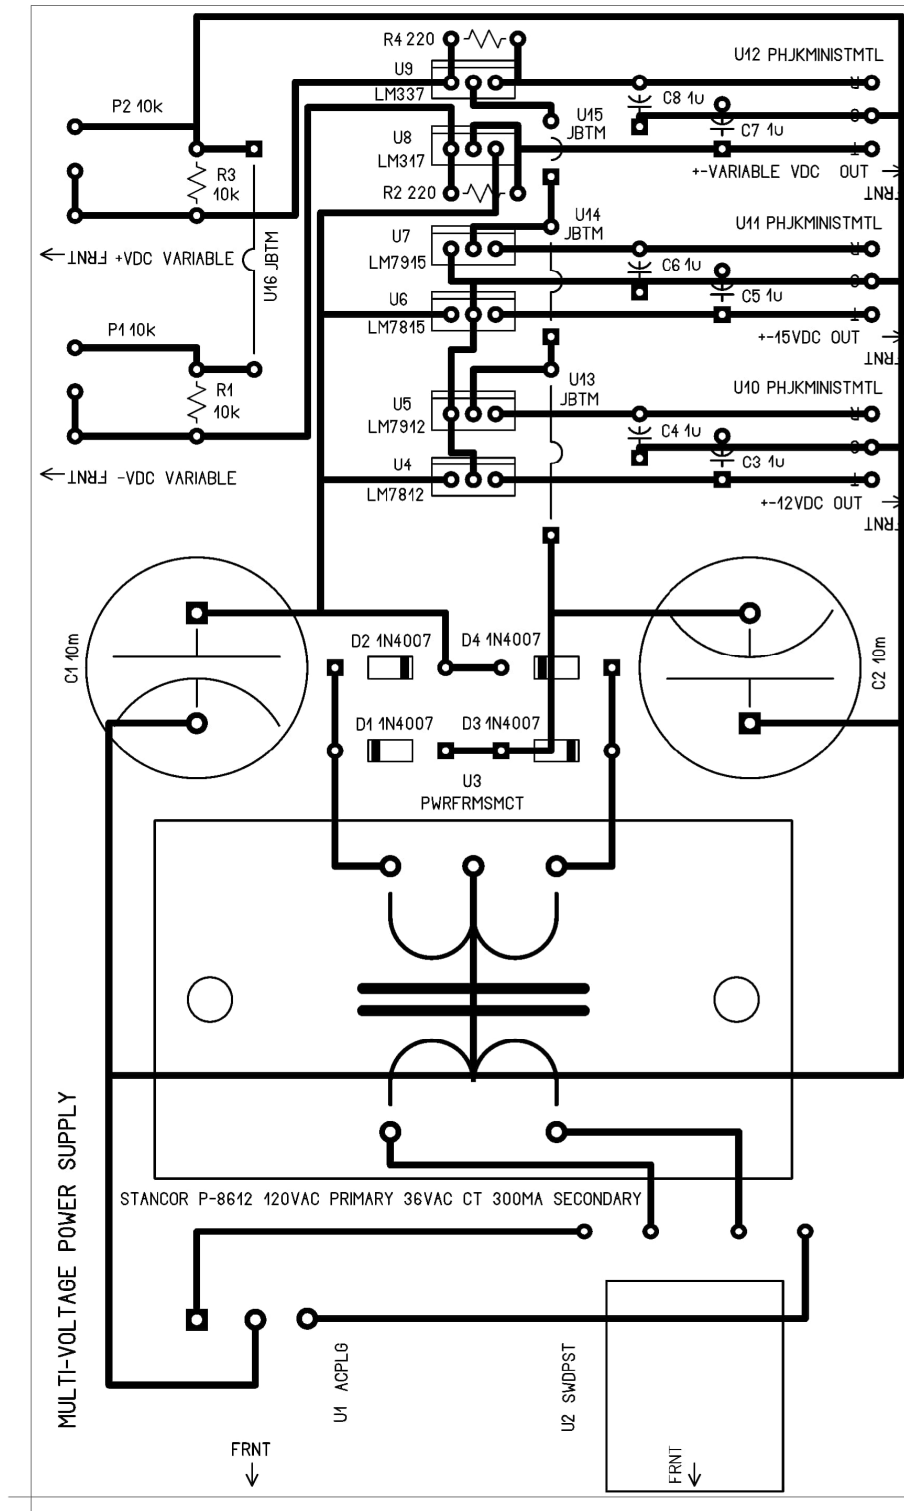 R4 220
U9
LM337
U12 PHJKMINISTMTL
C8 1u
P2 10k
U15
JBTM
U8
LM317
C7 1u
R3
10k
R2 220
+-VARIABLE VDC OUT
FRNT
U14
JBTM
U11 PHJKMINISTMTL
U7
LM7915
FRNT +VDC VARIABLE
U16 JBTM
C6 1u
C5 1u
U6
LM7815
P1 10k
+-15VDC OUT
FRNT
R1
10k
U13
JBTM
U10 PHJKMINISTMTL
U5
LM7912
C4 1u
C3 1u
U4
LM7812
FRNT -VDC VARIABLE
+-12VDC OUT
FRNT
C1 10m
D2 1N4007
D4 1N4007
C2 10m
D1 1N4007
D3 1N4007
U3
PWRFRMSMCT
MULTI-VOLTAGE POWER SUPPLY
STANCOR P-8612 120VAC PRIMARY 36VAC CT 300MA SECONDARY
U1 ACPLG
U2 SWDPST
FRNT
FRNT